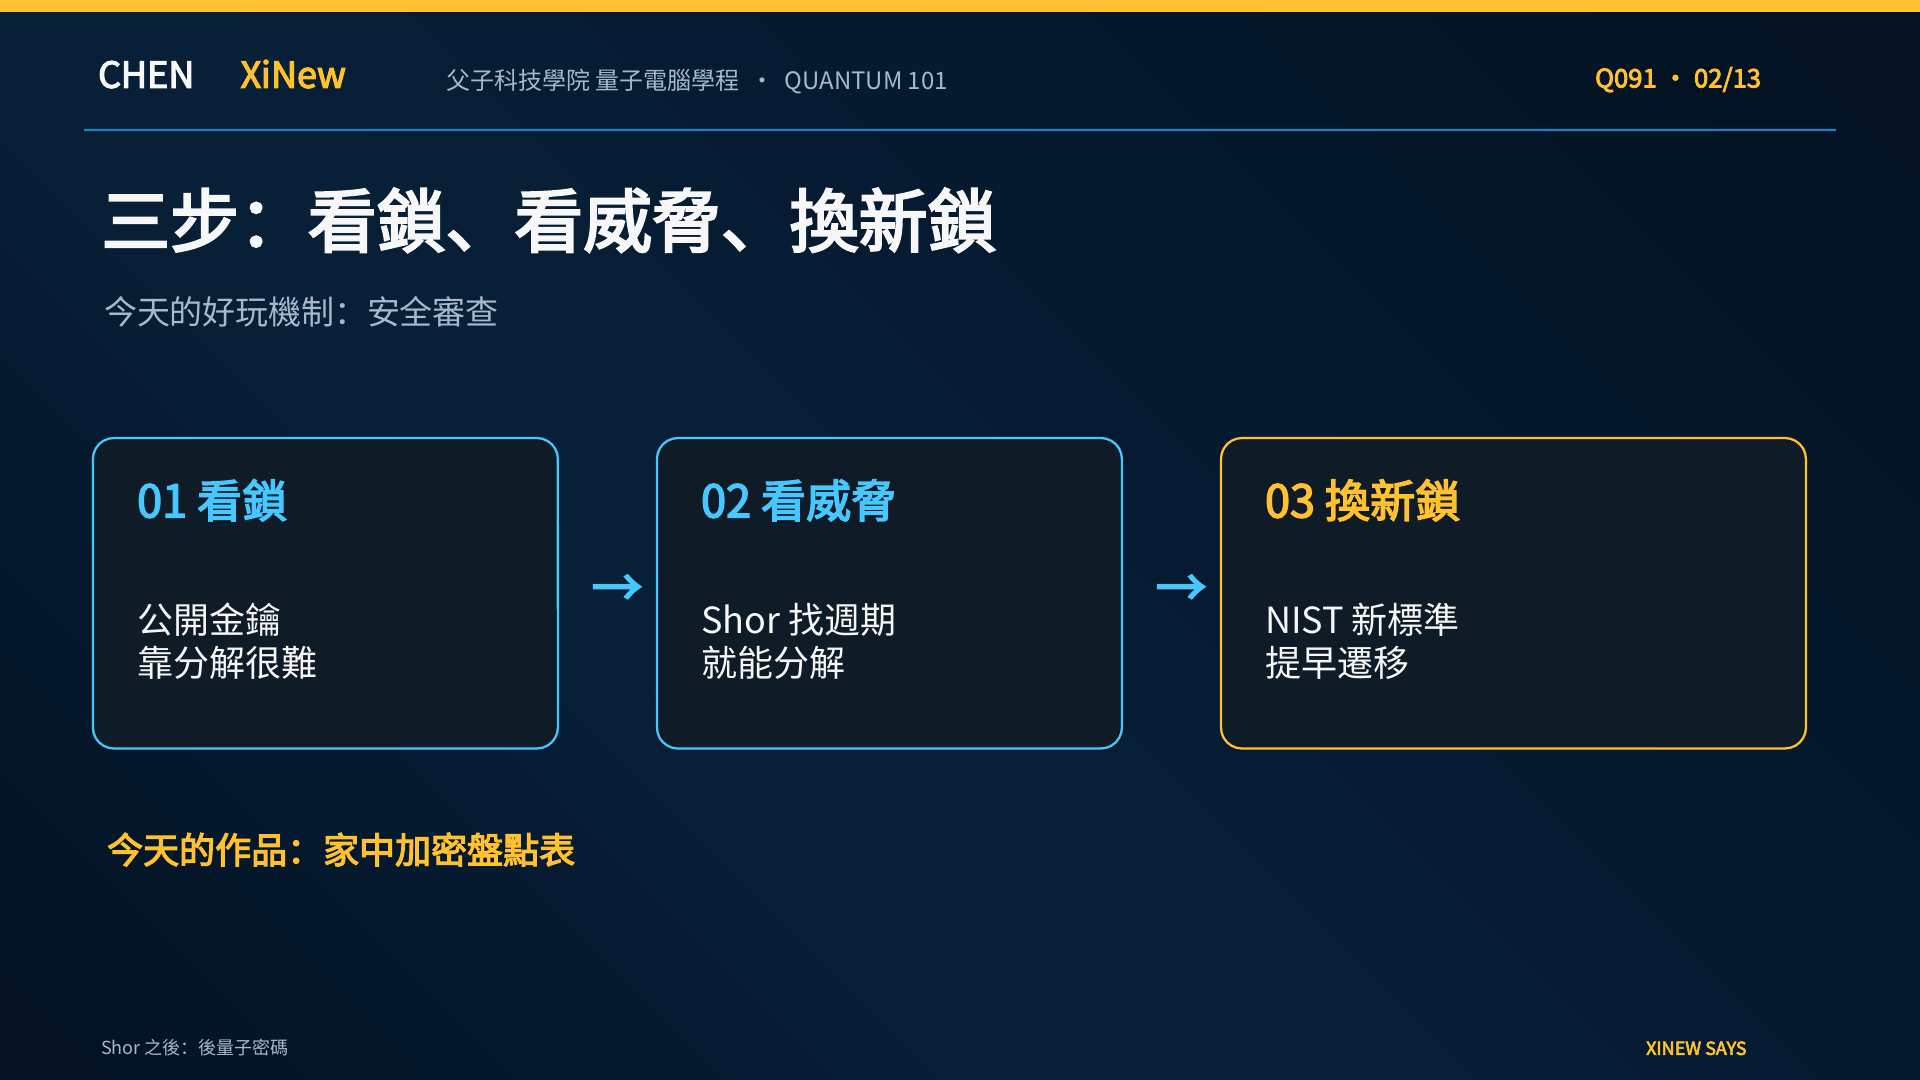 CHEN XiNew 父子科技學院 量子電腦學程 · QUANTUM 101 Q091 · 02/13
三步：看鎖、看威脅、換新鎖
今天的好玩機制：安全審查
01 看鎖
公開金鑰
靠分解很難
→
02 看威脅
Shor 找週期
就能分解
→
03 換新鎖
NIST 新標準
提早遷移
今天的作品：家中加密盤點表
Shor 之後：後量子密碼
XINEW SAYS